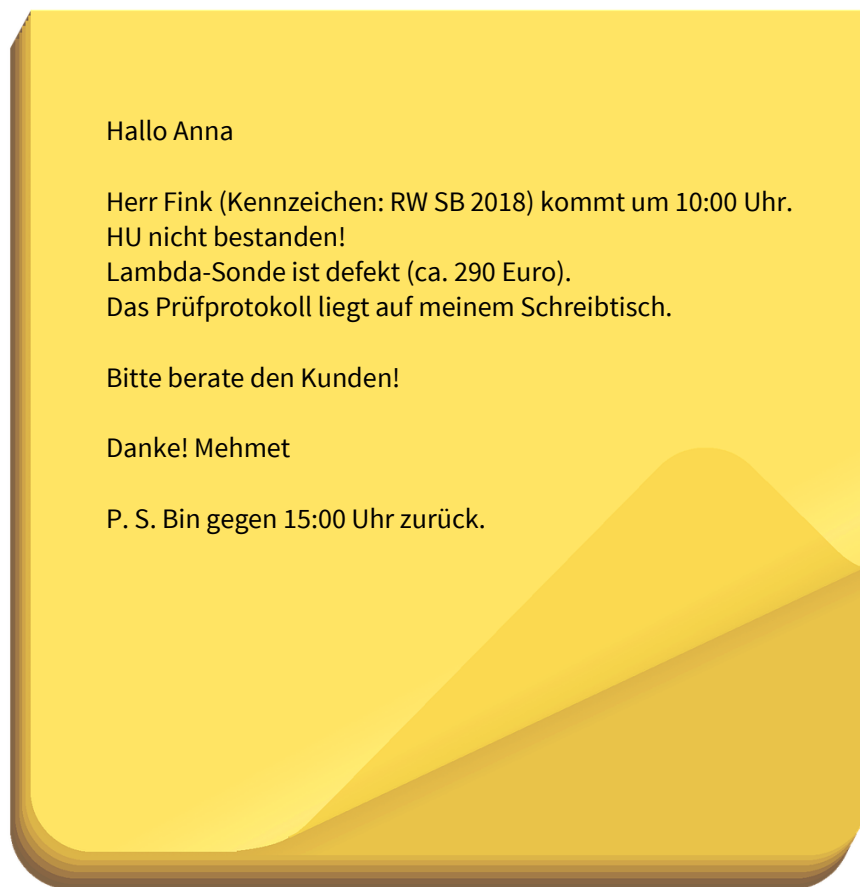 Hallo Anna
Herr Fink (Kennzeichen: RW SB 2018) kommt um 10:00 Uhr.
HU nicht bestanden!
Lambda-Sonde ist defekt (ca. 290 Euro).
Das Prüfprotokoll liegt auf meinem Schreibtisch.
Bitte berate den Kunden!
Danke! Mehmet
P. S. Bin gegen 15:00 Uhr zurück.